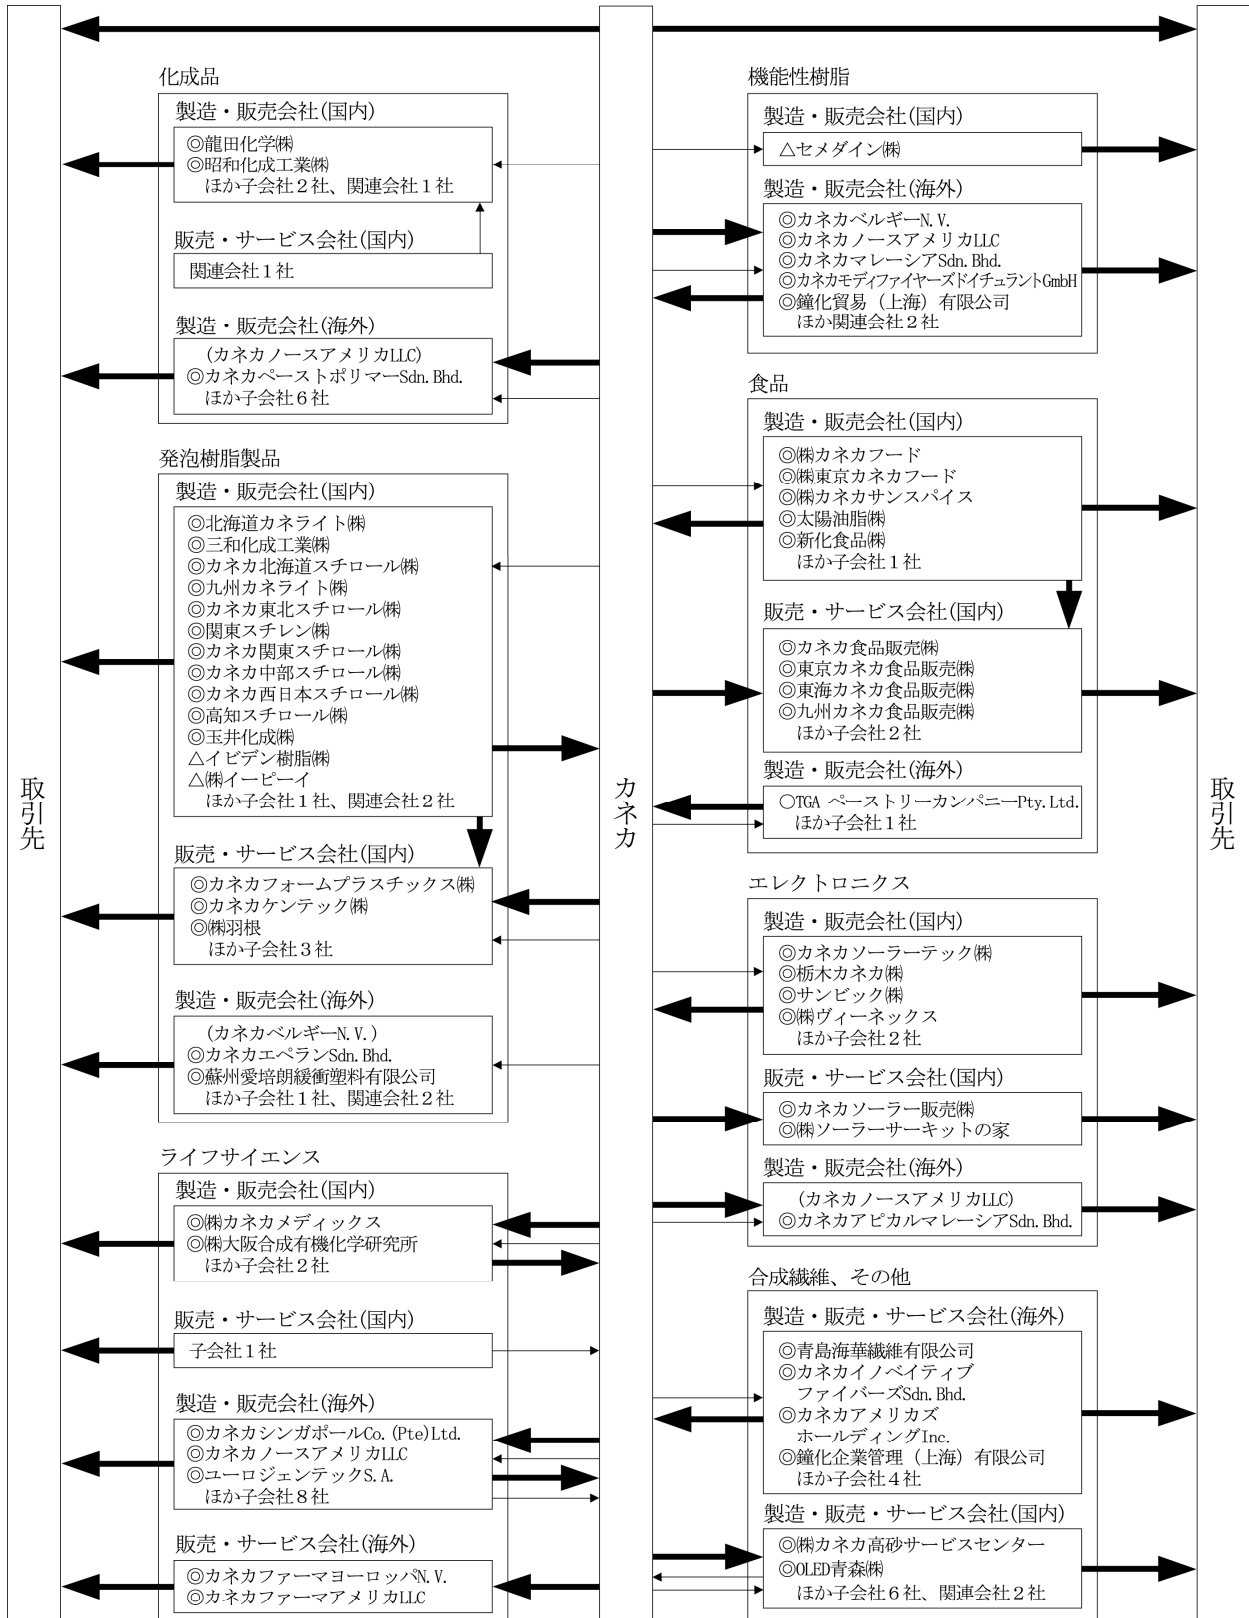 化成品
製造・販売会社(国内)
◎龍田化学㈱
◎昭和化成工業㈱
ほか子会社２社、関連会社１社
販売・サービス会社(国内)
関連会社１社
製造・販売会社(海外)
(カネカノースアメリカLLC)
◎カネカペーストポリマーSdn.Bhd.
ほか子会社６社
発泡樹脂製品
製造・販売会社(国内)
◎北海道カネライト㈱
◎三和化成工業㈱
◎カネカ北海道スチロール㈱
◎九州カネライト㈱
◎カネカ東北スチロール㈱
◎関東スチレン㈱
◎カネカ関東スチロール㈱
◎カネカ中部スチロール㈱
◎カネカ西日本スチロール㈱
◎高知スチロール㈱
◎玉井化成㈱
△イビデン樹脂㈱
△㈱イーピーイ
ほか子会社１社、関連会社２社
販売・サービス会社(国内)
◎カネカフォームプラスチックス㈱
◎カネカケンテック㈱
◎㈱羽根
ほか子会社３社
製造・販売会社(海外)
(カネカベルギーN.V.)
◎カネカエペランSdn.Bhd.
◎蘇州愛培朗緩衝塑料有限公司
ほか子会社１社、関連会社２社
ライフサイエンス
製造・販売会社(国内)
◎㈱カネカメディックス
◎㈱大阪合成有機化学研究所
ほか子会社２社
販売・サービス会社(国内)
子会社１社
製造・販売会社(海外)
◎カネカシンガポールCo.(Pte)Ltd.
◎カネカノースアメリカLLC
◎ユーロジェンテックS.A.
ほか子会社８社
販売・サービス会社(海外)
◎カネカファーマヨーロッパN.V.
◎カネカファーマアメリカLLC
取引先
カネカ
機能性樹脂
製造・販売会社(国内)
△セメダイン㈱
製造・販売会社(海外)
◎カネカベルギーN.V.
◎カネカノースアメリカLLC
◎カネカマレーシアSdn.Bhd.
◎カネカモディファイヤーズドイチュラントGmbH
◎鐘化貿易（上海）有限公司
ほか関連会社２社
食品
製造・販売会社(国内)
◎㈱カネカフード
◎㈱東京カネカフード
◎㈱カネカサンスパイス
◎太陽油脂㈱
◎新化食品㈱
ほか子会社１社
販売・サービス会社(国内)
◎カネカ食品販売㈱
◎東京カネカ食品販売㈱
◎東海カネカ食品販売㈱
◎九州カネカ食品販売㈱
ほか子会社２社
製造・販売会社(海外)
○TGA ペーストリーカンパニーPty.Ltd.
ほか子会社１社
エレクトロニクス
製造・販売会社(国内)
◎カネカソーラーテック㈱
◎栃木カネカ㈱
◎サンビック㈱
◎㈱ヴィーネックス
ほか子会社２社
販売・サービス会社(国内)
◎カネカソーラー販売㈱
◎㈱ソーラーサーキットの家
製造・販売会社(海外)
(カネカノースアメリカLLC)
◎カネカアピカルマレーシアSdn.Bhd.
合成繊維、その他
製造・販売・サービス会社(海外)
◎青島海華繊維有限公司
◎カネカイノベイティブ
ファイバーズSdn.Bhd.
◎カネカアメリカズ
ホールディングInc.
◎鐘化企業管理（上海）有限公司
ほか子会社４社
製造・販売・サービス会社(国内)
◎㈱カネカ高砂サービスセンター
◎OLED青森㈱
ほか子会社６社、関連会社２社
取引先